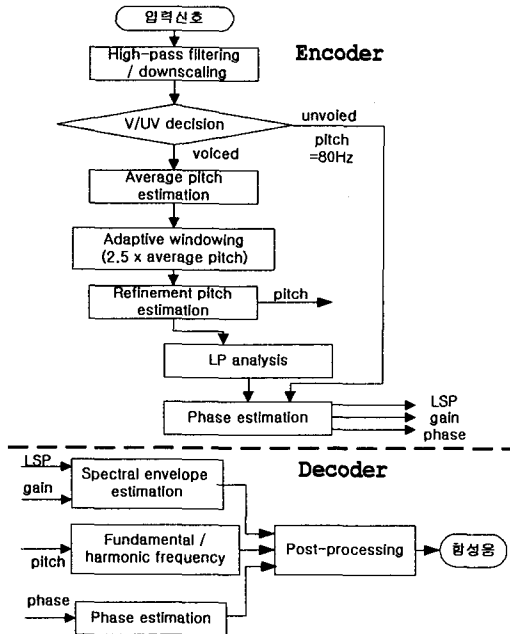 입력신호
High-pass filtering
/ downscaling
Encoder
V/UV decision
unvoied
pitch
=80Hz
voiced
Average pitch
estimation
Adaptive windowing
(2.5 x average pitch)
Refinement pitch
estimation
pitch
LP analysis
Phase estimation
LSP
gain
phase
Decoder
LSP
gain
Spectral envelope
estimation
pitch
Fundamental /
harmonic frequency
Post-processing
합성음
phase
Phase estimation